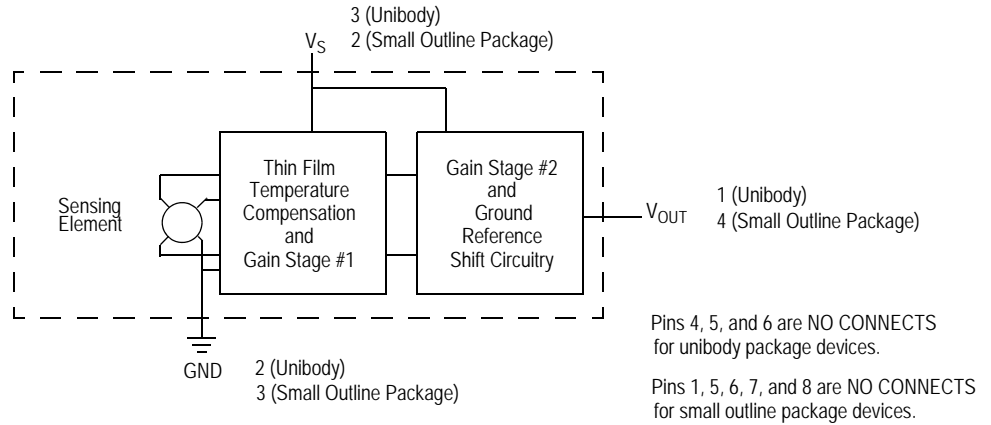 3 (Unibody)
V_S 2 (Small Outline Package)
Thin Film
Temperature
Compensation
and
Gain Stage #1
Gain Stage #2
and
Ground
Reference
Shift Circuitry
Sensing
Element
V_OUT
1 (Unibody)
4 (Small Outline Package)
GND
2 (Unibody)
3 (Small Outline Package)
Pins 4, 5, and 6 are NO CONNECTS
for unibody package devices.
Pins 1, 5, 6, 7, and 8 are NO CONNECTS
for small outline package devices.